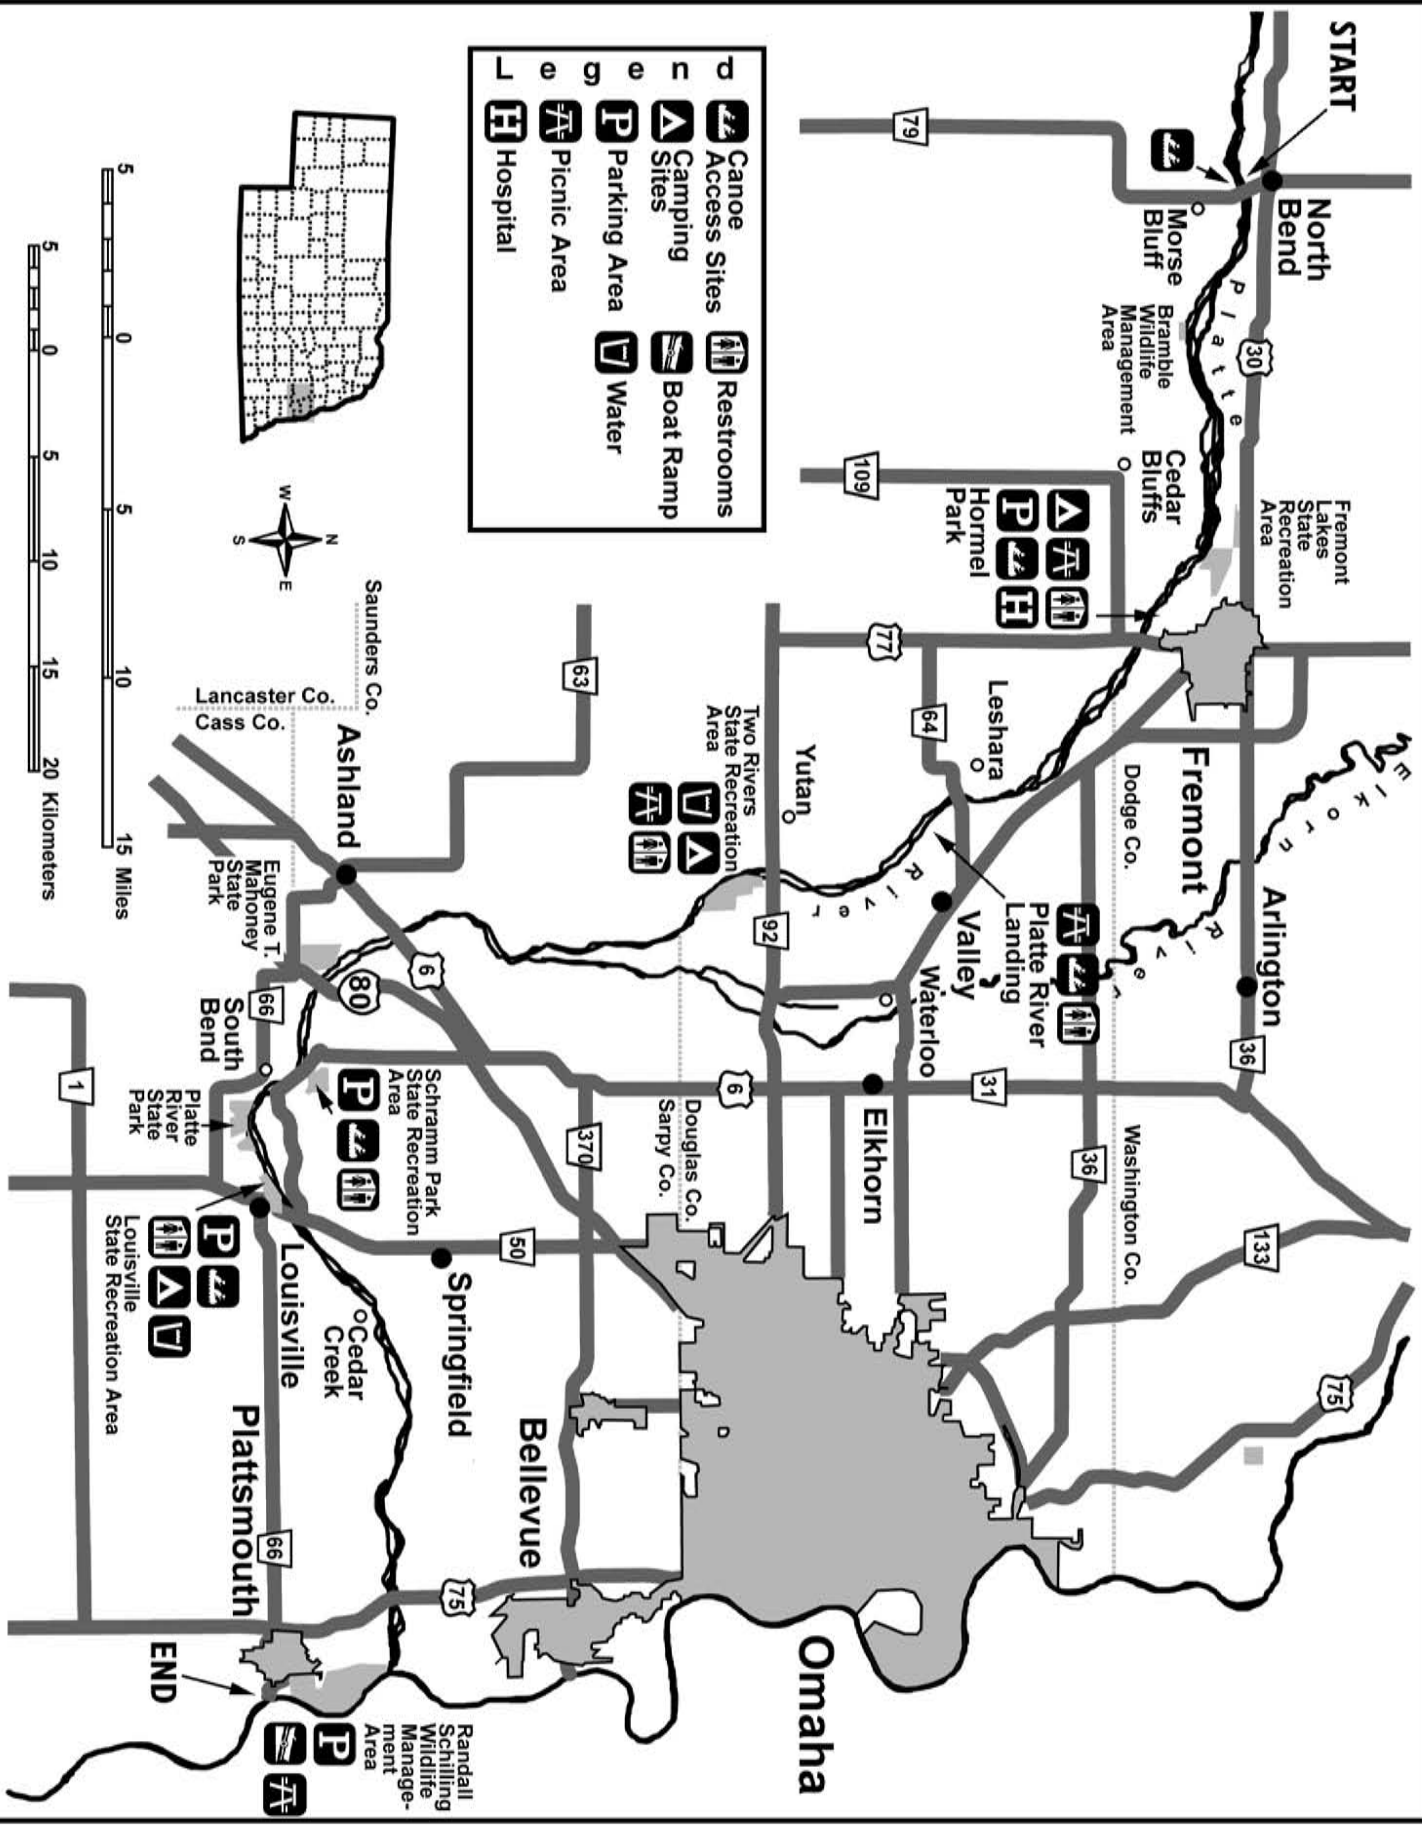 START
North
Bend
79
Morse
Bluff
Platte
30
Bramble
Wildlife
Management
Area
Cedar
Bluffs
109
Fremont
Lakes
State
Recreation
Area
P
H
Hormel
Park
77
Fremont
Elkhorn
River
Arlington
36
Dodge Co.
Washington Co.
64
Leshara
Platte River
Landing
Valley
River
Waterloo
Yutan
Two Rivers
State Recreation
Area
92
31
36
133
75
Elkhorn
6
Douglas Co.
Sarpy Co.
Omaha
Legend
Canoe
Access Sites
Camping
Sites
P
Parking Area
Picnic Area
H
Hospital
Restrooms
Boat Ramp
Water
63
Saunders Co.
Lancaster Co.
Cass Co.
Ashland
6
80
Eugene T.
Mahoney
State
Park
66
South
Bend
370
Schramm Park
State Recreation
Area
P
Platte
River
State
Park
1
50
Springfield
Louisville
Cedar
Creek
P
Louisville
State Recreation Area
Bellevue
75
66
Plattsmouth
END
Randall
Schilling
Wildlife
Manage-
ment
Area
P
N
W
E
S
5 0 5 10 15 Miles
5 0 5 10 15 20 Kilometers